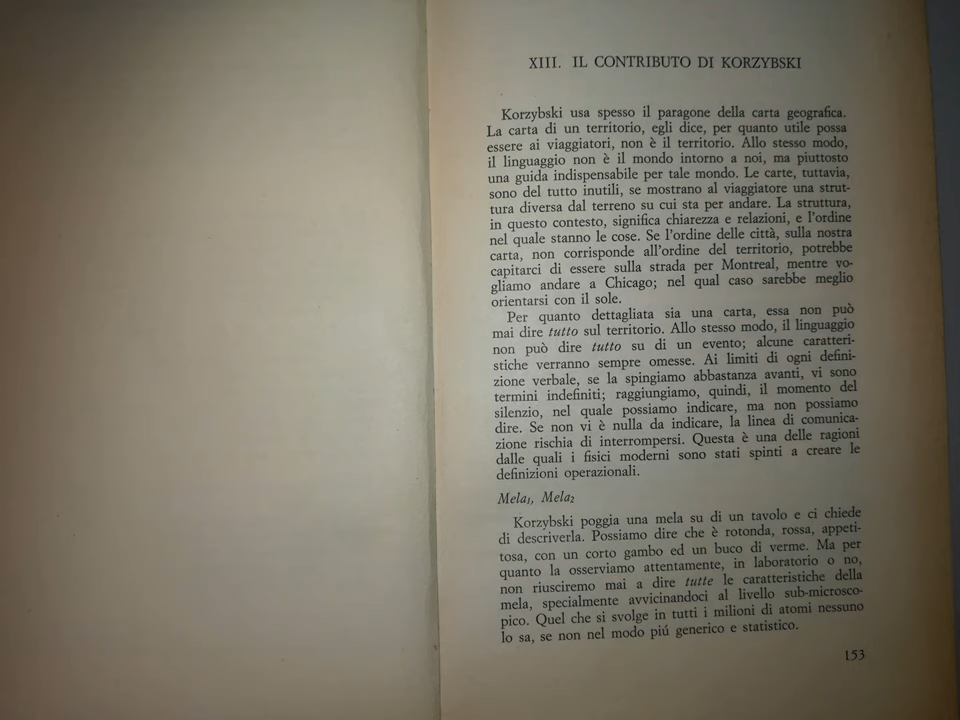 XIII. IL CONTRIBUTO DI KORZYBSKI
Korzybski usa spesso il paragone della carta geografica.
La carta di un territorio, egli dice, per quanto utile possa
essere ai viaggiatori, non è il territorio. Allo stesso modo,
il linguaggio non è il mondo intorno a noi, ma piuttosto
una guida indispensabile per tale mondo. Le carte, tuttavia,
sono del tutto inutili, se mostrano al viaggiatore una strut-
tura diversa dal terreno su cui sta per andare. La struttura,
in questo contesto, significa chiarezza e relazioni, e l'ordine
nel quale stanno le cose. Se l'ordine delle città, sulla nostra
carta, non corrisponde all'ordine del territorio, potrebbe
capitarci di essere sulla strada per Montreal, mentre vo-
gliamo andare a Chicago; nel qual caso sarebbe meglio
orientarsi con il sole.
Per quanto dettagliata sia una carta, essa non può
mai dire tutto sul territorio. Allo stesso modo, il linguaggio
non può dire tutto su di un evento; alcune caratteri-
stiche verranno sempre omesse. Ai limiti di ogni defini-
zione verbale, se la spingiamo abbastanza avanti, vi sono
termini indefiniti; raggiungiamo, quindi, il momento del
silenzio, nel quale possiamo indicare, ma non possiamo
dire. Se non vi è nulla da indicare, la linea di comunica-
zione rischia di interrompersi. Questa è una delle ragioni
dalle quali i fisici moderni sono stati spinti a creare le
definizioni operazionali.
Mela₁, Mela₂
Korzybski poggia una mela su di un tavolo e ci chiede
di descriverla. Possiamo dire che è rotonda, rossa, appeti-
tosa, con un corto gambo ed un buco di verme. Ma per
quanto la osserviamo attentamente, in laboratorio o no,
non riusciremo mai a dire tutte le caratteristiche della
mela, specialmente avvicinandoci al livello sub-microsco-
pico. Quel che si svolge in tutti i milioni di atomi nessuno
lo sa, se non nel modo piú generico e statistico.
153